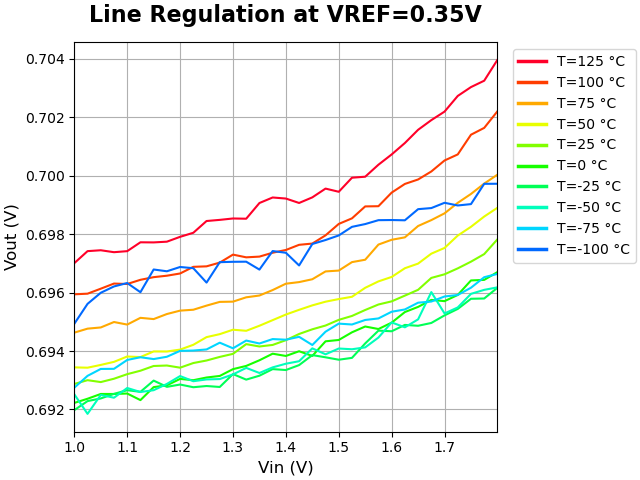 Line Regulation at VREF=0.35V
Vout (V)
0.704
0.702
0.700
0.698
0.696
0.694
0.692
1.0 1.1 1.2 1.3 1.4 1.5 1.6 1.7
Vin (V)
T=125 °C
T=100 °C
T=75 °C
T=50 °C
T=25 °C
T=0 °C
T=-25 °C
T=-50 °C
T=-75 °C
T=-100 °C